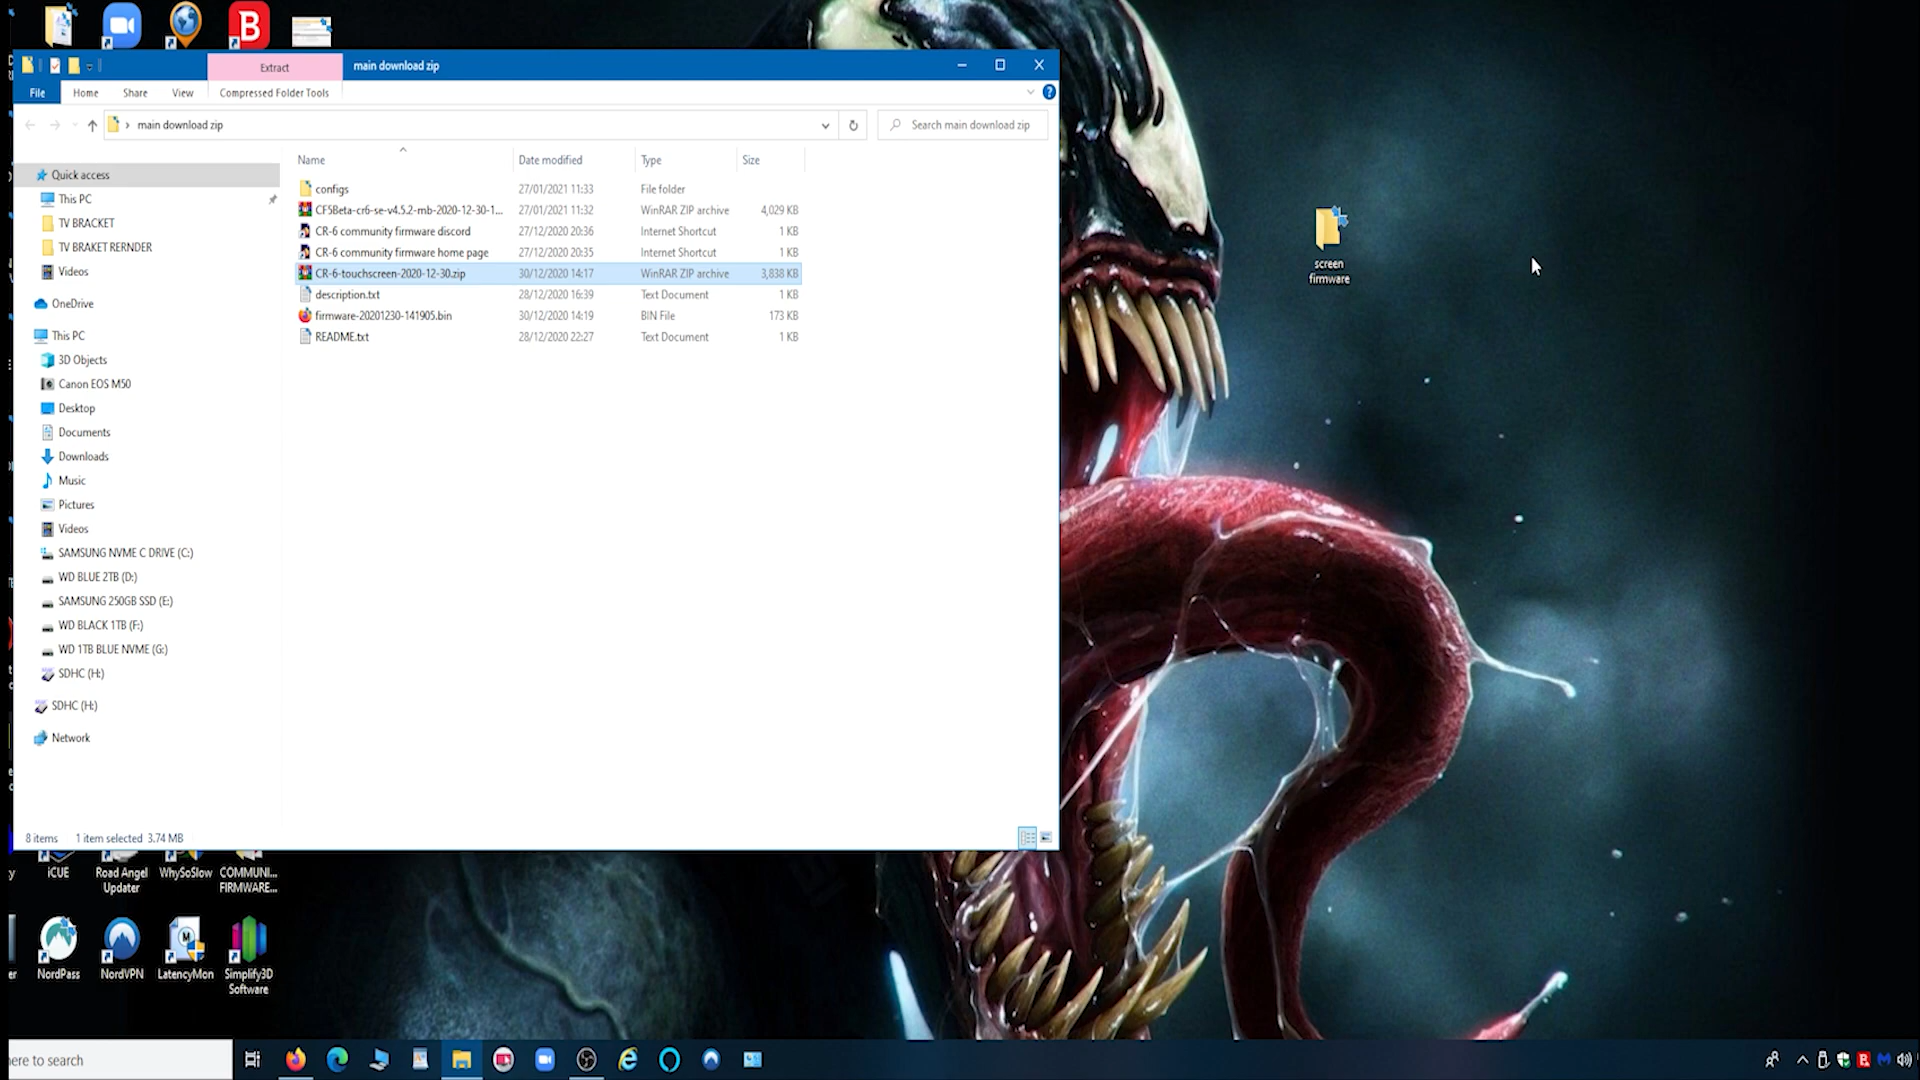 B
Extract
main download zip
File
Home
Share
View
Compressed Folder Tools
?
main download zip
Search main download zip
Name
Date modified
Type
Size
Quick access
This PC
TV BRACKET
TV BRAKET RERNDER
Videos
OneDrive
This PC
3D Objects
Canon EOS M50
Desktop
Documents
Downloads
Music
Pictures
Videos
SAMSUNG NVME C DRIVE (C:)
WD BLUE 2TB (D:)
SAMSUNG 250GB SSD (E:)
WD BLACK 1TB (F:)
WD 1TB BLUE NVME (G:)
SDHC (H:)
SDHC (H:)
Network
configs 27/01/2021 11:33 File folder
CF5Beta-cr6-se-v4.5.2-mb-2020-12-30-1... 27/01/2021 11:32 WinRAR ZIP archive 4,029 KB
CR-6 community firmware discord 27/12/2020 20:36 Internet Shortcut 1 KB
CR-6 community firmware home page 27/12/2020 20:35 Internet Shortcut 1 KB
CR-6-touchscreen-2020-12-30.zip 30/12/2020 14:17 WinRAR ZIP archive 3,838 KB
description.txt 28/12/2020 16:39 Text Document 1 KB
firmware-20201230-141905.bin 30/12/2020 14:19 BIN File 173 KB
README.txt 28/12/2020 22:27 Text Document 1 KB
8 items 1 item selected 3.74 MB
screen
firmware
iCUE
Road Angel
Updater
WhySoSlow
COMMUNI...
FIRMWARE...
er
NordPass
NordVPN
M
LatencyMon
Simplify3D
Software
ere to search
B